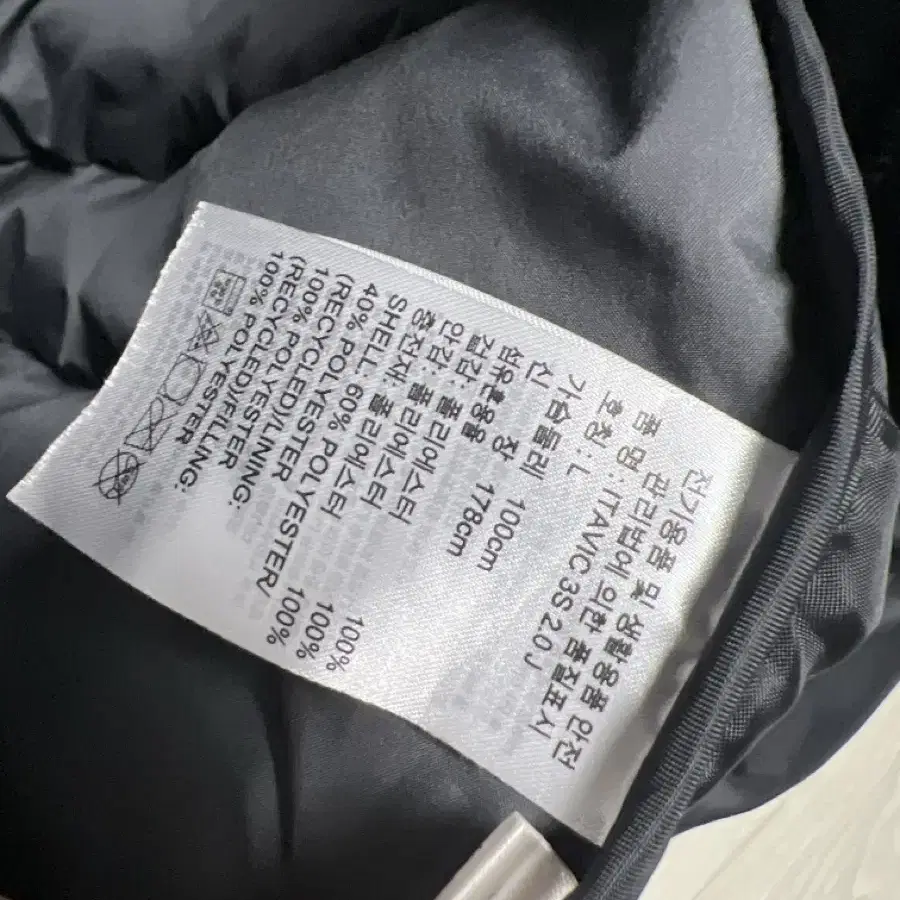 전기용품 및 생활용품 안전
관리법에 의한 품질표시
품 명 : ITAVIC 3S 2.0 J
호칭 : L
가슴둘레 100cm
신 장 178cm
섬유혼용율
겉감 : 폴리에스터 100%
안감 : 폴리에스터 100%
충전재 : 폴리에스터 100%
SHELL: 60% POLYESTER/
40% POLYESTER
(RECYCLED)/LINING:
100% POLYESTER
(RECYCLED)/FILLING:
100% POLYESTER